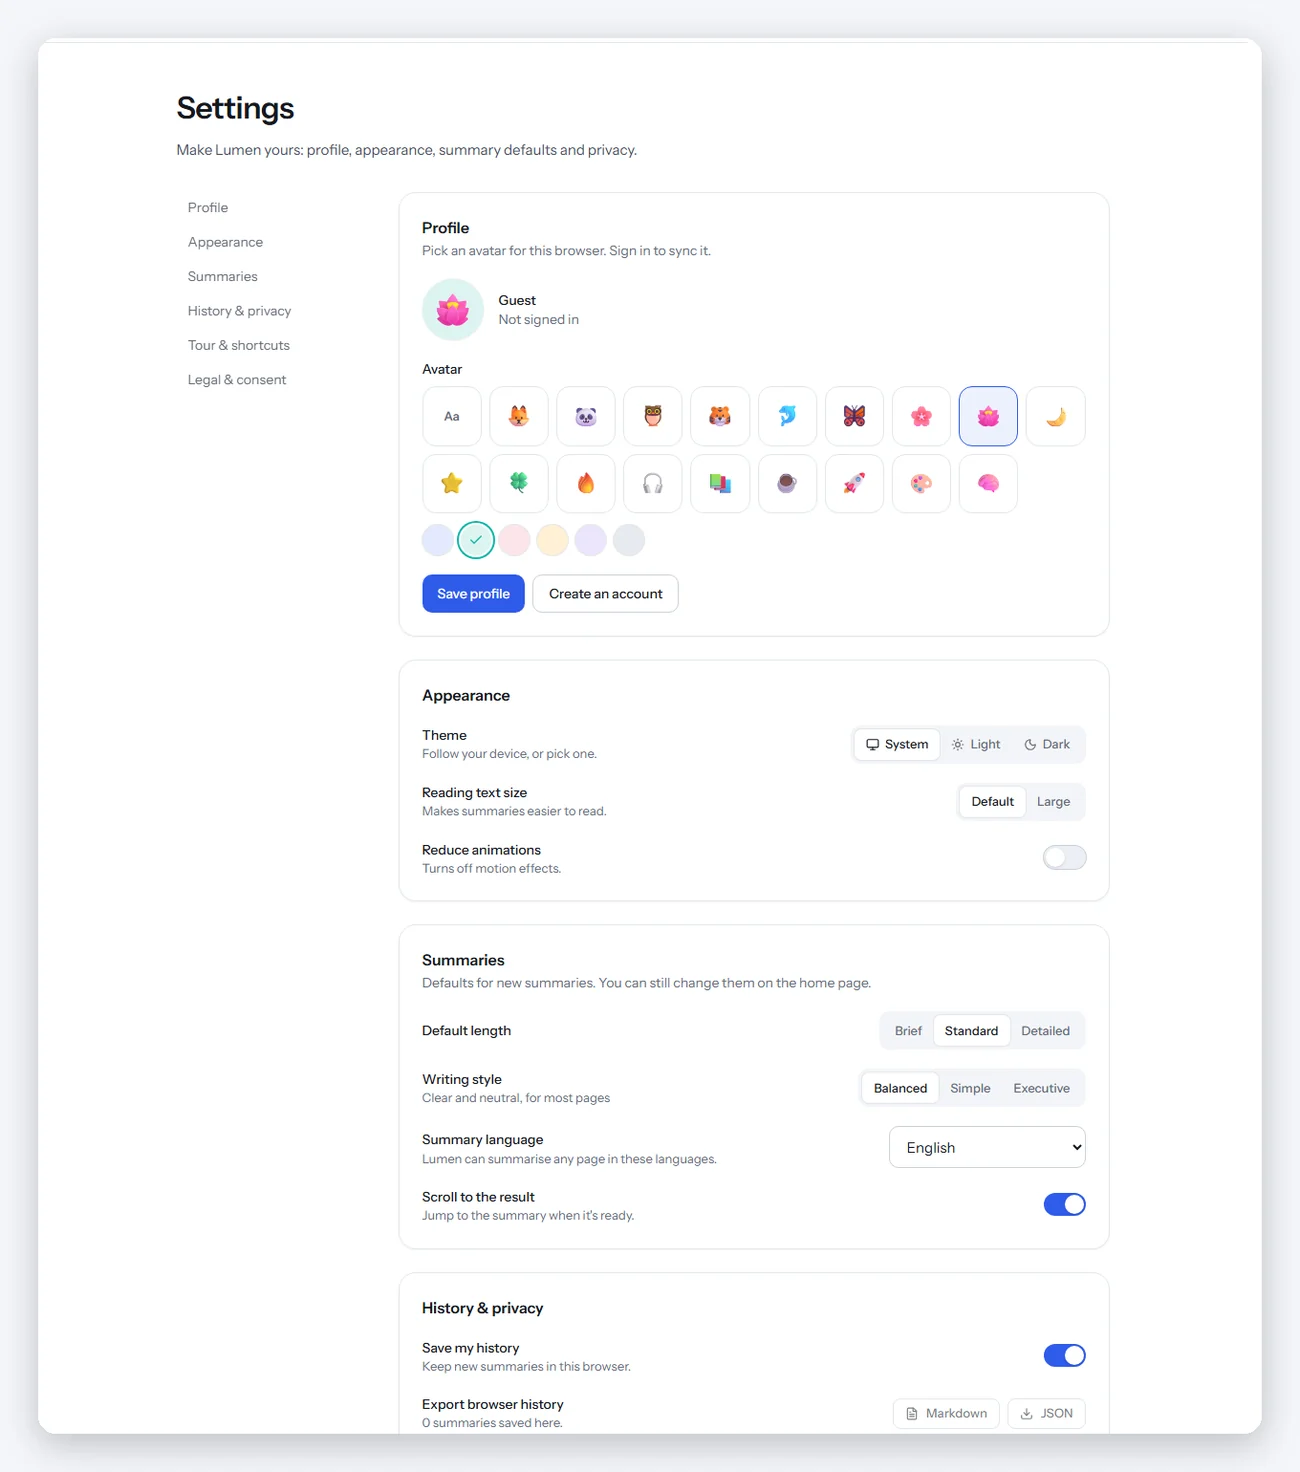 Settings
Make Lumen yours: profile, appearance, summary defaults and privacy.
Profile
Appearance
Summaries
History & privacy
Tour & shortcuts
Legal & consent
Profile
Pick an avatar for this browser. Sign in to sync it.
Guest
Not signed in
Avatar
Aa
Save profile
Create an account
Appearance
Theme
Follow your device, or pick one.
System
Light
Dark
Reading text size
Makes summaries easier to read.
Default
Large
Reduce animations
Turns off motion effects.
Summaries
Defaults for new summaries. You can still change them on the home page.
Default length
Brief
Standard
Detailed
Writing style
Clear and neutral, for most pages
Balanced
Simple
Executive
Summary language
Lumen can summarise any page in these languages.
English
Scroll to the result
Jump to the summary when it's ready.
History & privacy
Save my history
Keep new summaries in this browser.
Export browser history
0 summaries saved here.
Markdown
JSON